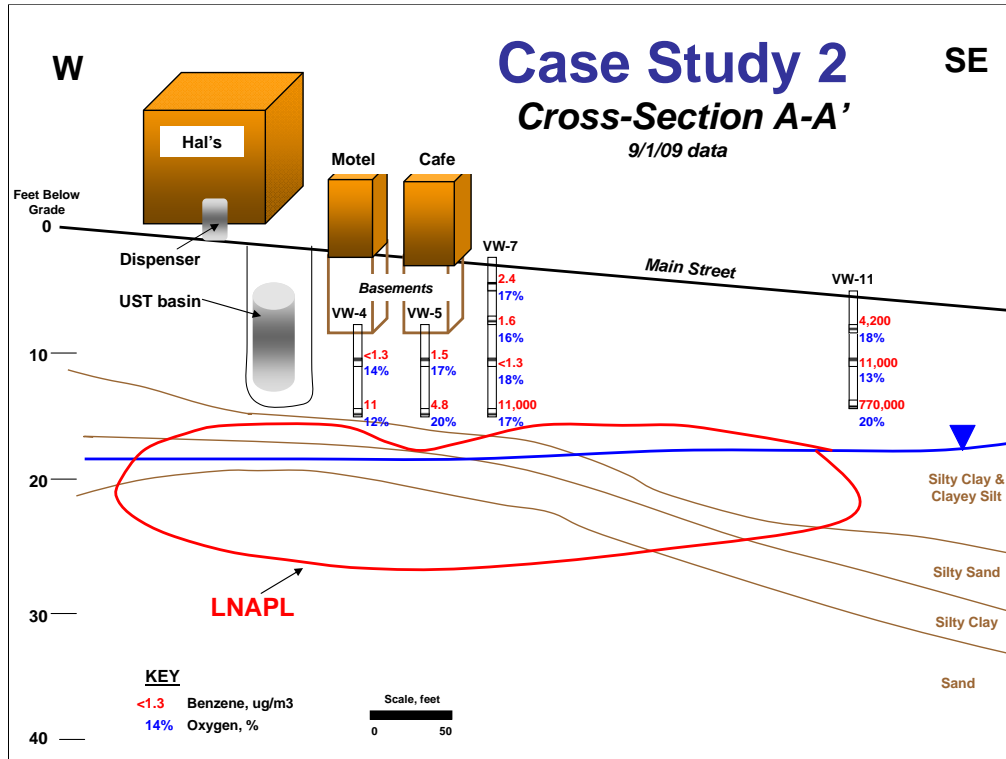 W
Case Study 2
SE
Cross-Section A-A'
9/1/09 data
Hal's
Motel
Cafe
Feet Below
Grade
0
VW-7
Dispenser
Main Street
UST basin
Basements
VW-4
VW-5
VW-11
2.4
17%
1.6
16%
<1.3
18%
11,000
17%
<1.3
14%
11
12%
1.5
17%
4.8
20%
4,200
18%
11,000
13%
770,000
20%
10
20
30
40
Silty Clay &
Clayey Silt
Silty Sand
Silty Clay
Sand
LNAPL
KEY
<1.3 Benzene, ug/m3
14% Oxygen, %
Scale, feet
0 50